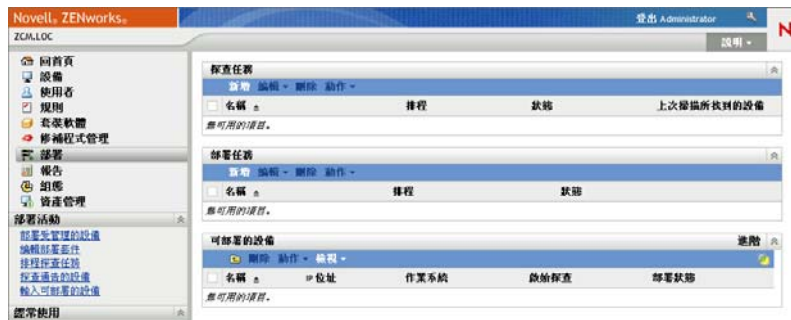 Novell® ZENworks®
登出 Administrator
N
ZCM.LOC
說明
回首頁
設備
使用者
規則
套裝軟體
修補程式管理
部署
報告
組態
資產管理
部署活動
部署受管理的設備
編輯部署套件
排程探查任務
探查通告的設備
輸入可部署的設備
經常使用
探查任務
新增 編輯 刪除 動作
名稱 排程 狀態 上次掃描所找到的設備
無可用的項目。
部署任務
新增 編輯 刪除 動作
名稱 排程 狀態
無可用的項目。
可部署的設備 進階
刪除 動作 檢視
名稱 IP 位址 作業系統 啟始探查 部署狀態
無可用的項目。